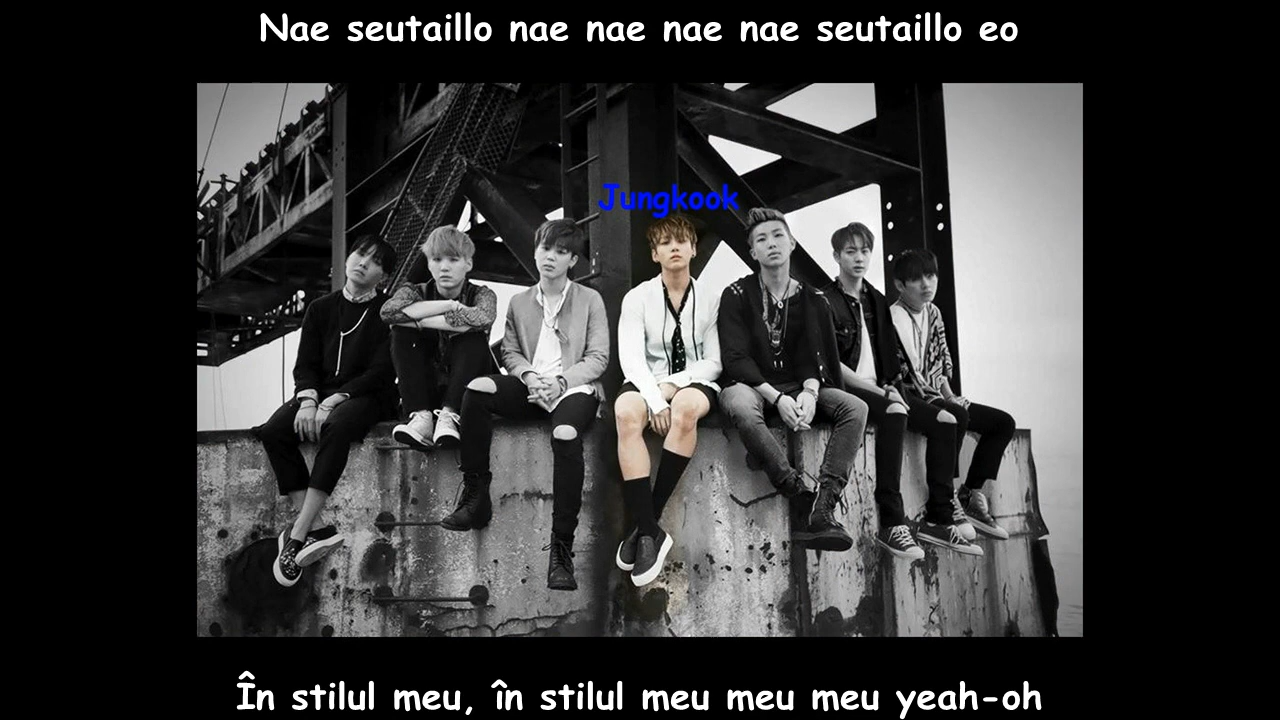 Nae seutaillo nae nae nae nae seutaillo eo
Jungkook
În stilul meu, în stilul meu meu meu yeah-oh